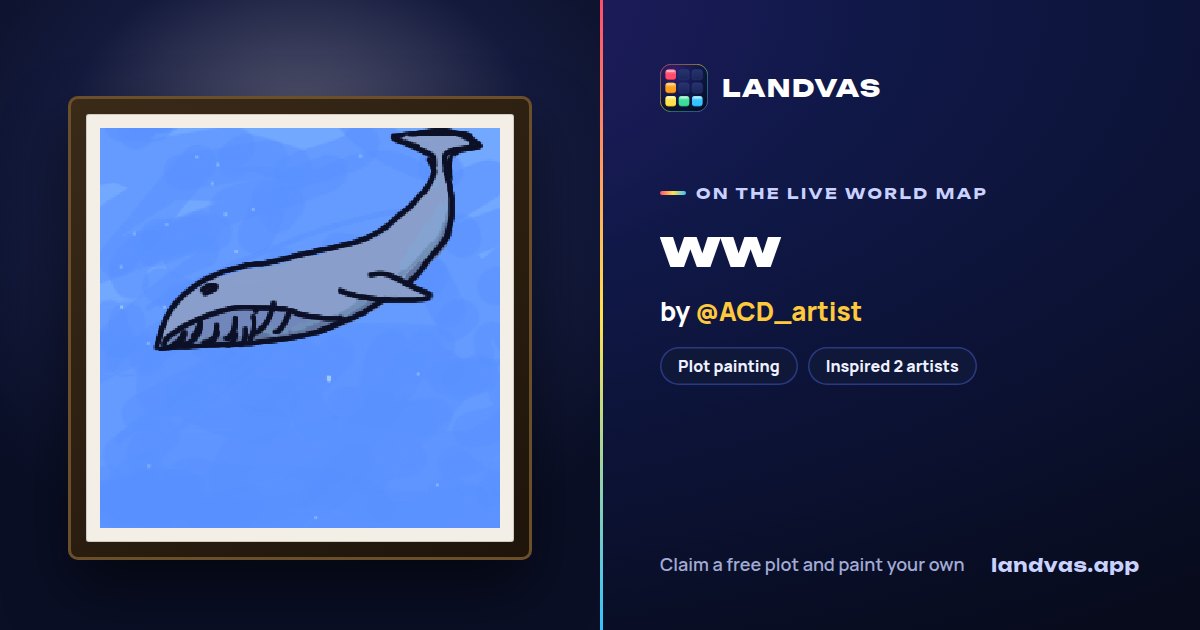 LANDVAS
ON THE LIVE WORLD MAP
ww
by @ACD_artist
Plot painting
Inspired 2 artists
Claim a free plot and paint your own
landvas.app